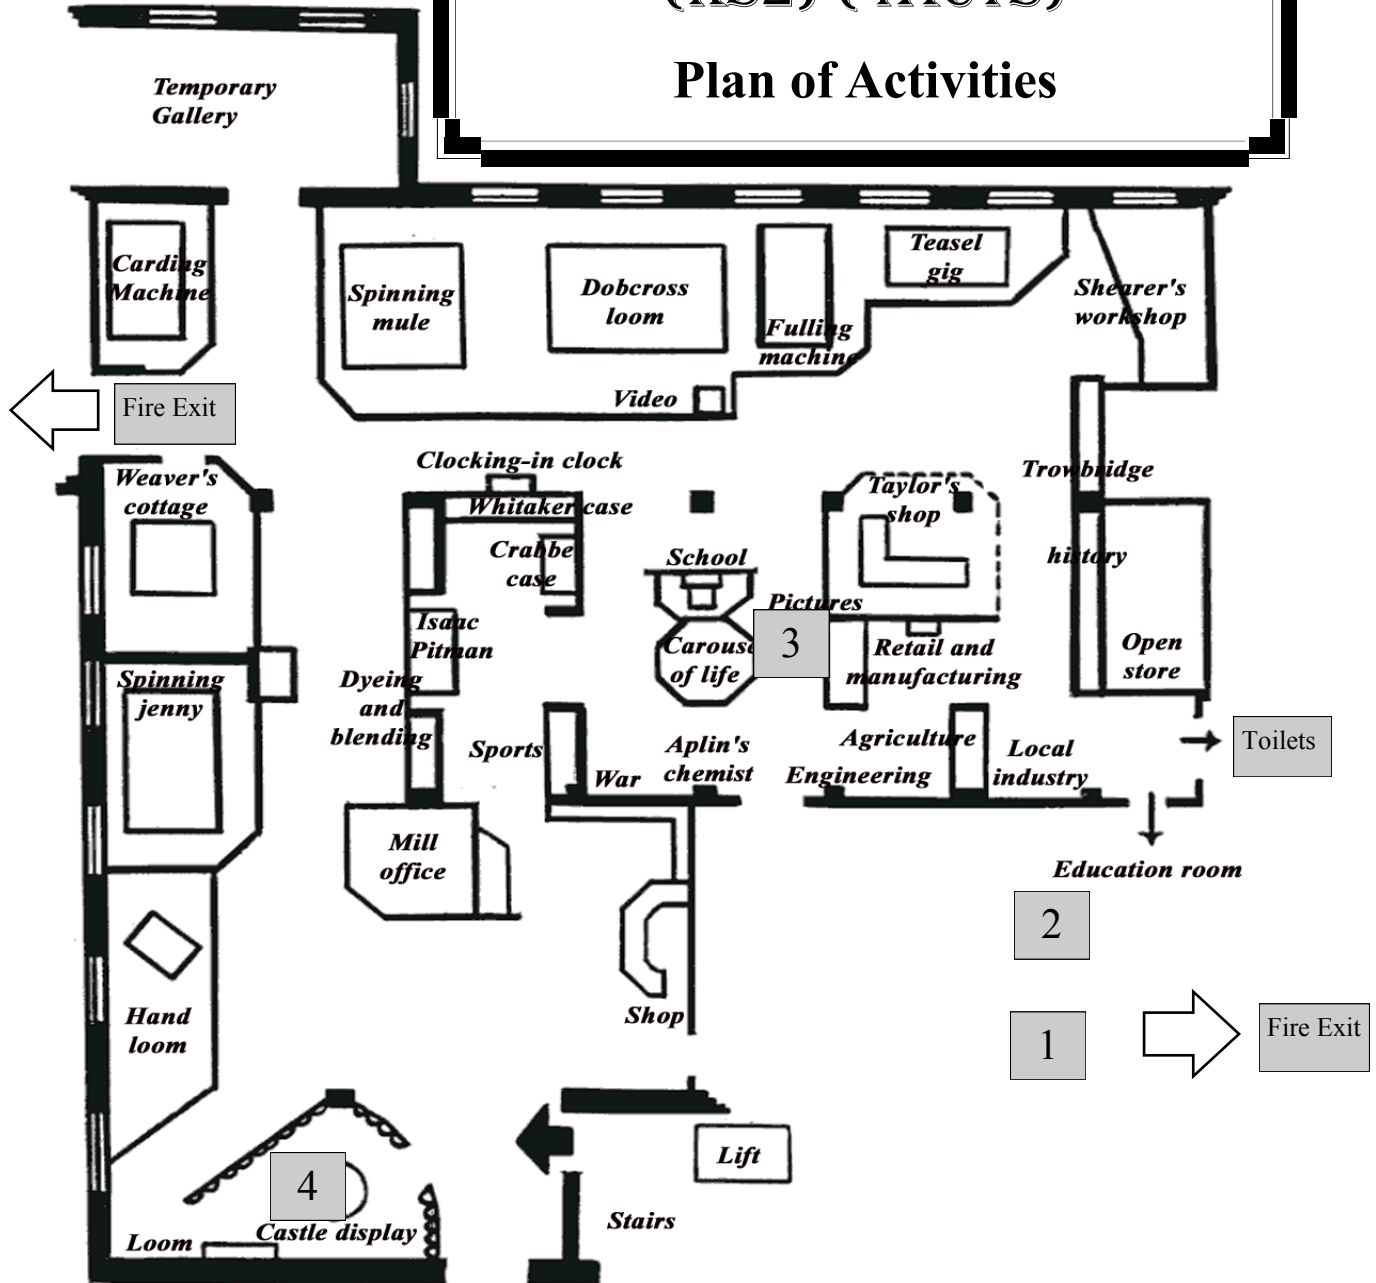 Plan of Activities
Temporary
Gallery
Carding
Machine
Spinning
mule
Dobcross
loom
Fulling
machine
Teasel
gig
Shearer's
workshop
Video
Fire Exit
Clocking-in clock
Weaver's
cottage
Whitaker case
Crabbe
case
Taylor's
shop
Trowbridge
history
School
Pictures
3
Carouse
of life
Isaac
Pitman
Retail and
manufacturing
Open
store
Spinning
jenny
Dyeing
and
blending
Sports
War
Aplin's
chemist
Agriculture
Engineering
Local
industry
Toilets
Mill
office
Education room
2
Shop
Hand
loom
1
Fire Exit
Lift
4
Castle display
Stairs
Loom